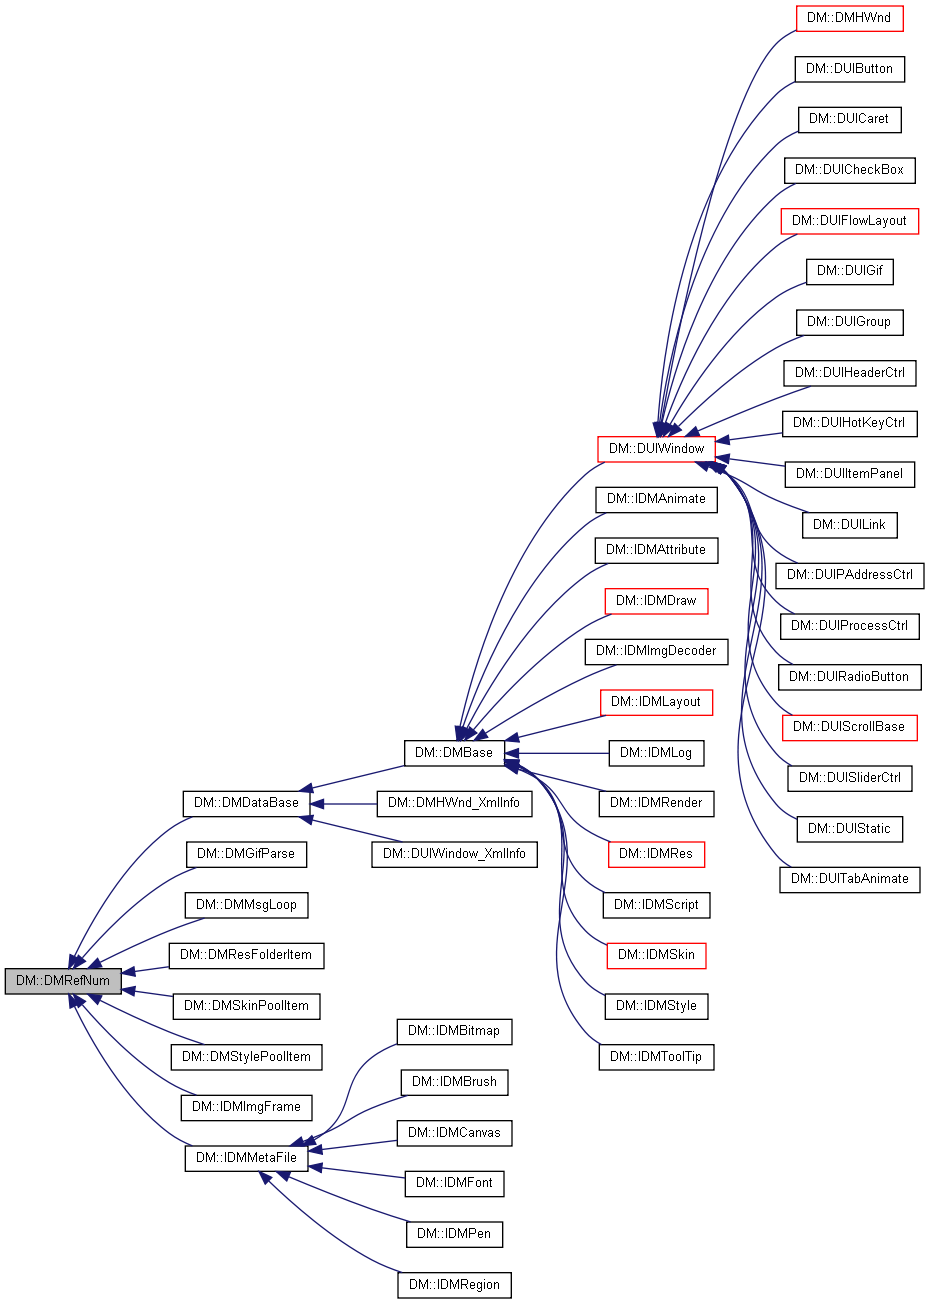 DM::DMHWnd
DM::DUIButton
DM::DUICaret
DM::DUICheckBox
DM::DUIFlowLayout
DM::DUIGif
DM::DUIGroup
DM::DUIHeaderCtrl
DM::DUIHotKeyCtrl
DM::DUIWindow
DM::DUIItemPanel
DM::IDMAnimate
DM::DUILink
DM::IDMAttribute
DM::DUIPAddressCtrl
DM::IDMDraw
DM::DUIProcessCtrl
DM::IDMImgDecoder
DM::DUIRadioButton
DM::IDMLayout
DM::DUIScrollBase
DM::DMBase
DM::IDMLog
DM::DUISliderCtrl
DM::DMDataBase
DM::DMHWnd_XmlInfo
DM::IDMRender
DM::DUIStatic
DM::DMGifParse
DM::DUIWindow_XmlInfo
DM::IDMRes
DM::DUITabAnimate
DM::DMMsgLoop
DM::IDMScript
DM::DMResFolderItem
DM::IDMSkin
DM::DMRefNum
DM::DMSkinPoolItem
DM::IDMStyle
DM::IDMBitmap
DM::DMStylePoolItem
DM::IDMToolTip
DM::IDMBrush
DM::IDMImgFrame
DM::IDMCanvas
DM::IDMMetaFile
DM::IDMFont
DM::IDMPen
DM::IDMRegion